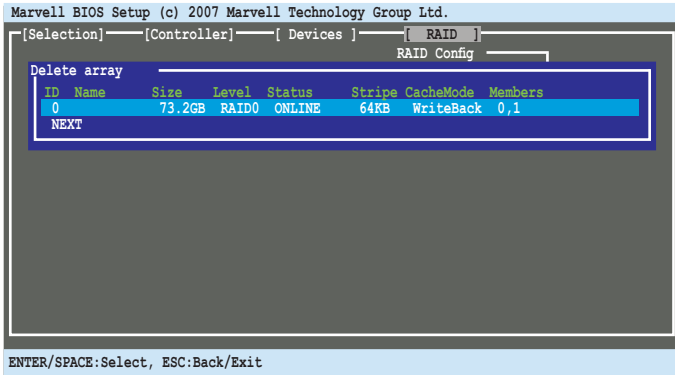 Marvell BIOS Setup (c) 2007 Marvell Technology Group Ltd.
[Selection] [Controller] [ Devices ] [ RAID ]
RAID Config
Delete array
ID Name Size Level Status Stripe CacheMode Members
0 73.2GB RAID0 ONLINE 64KB WriteBack 0,1
NEXT
ENTER/SPACE:Select, ESC:Back/Exit